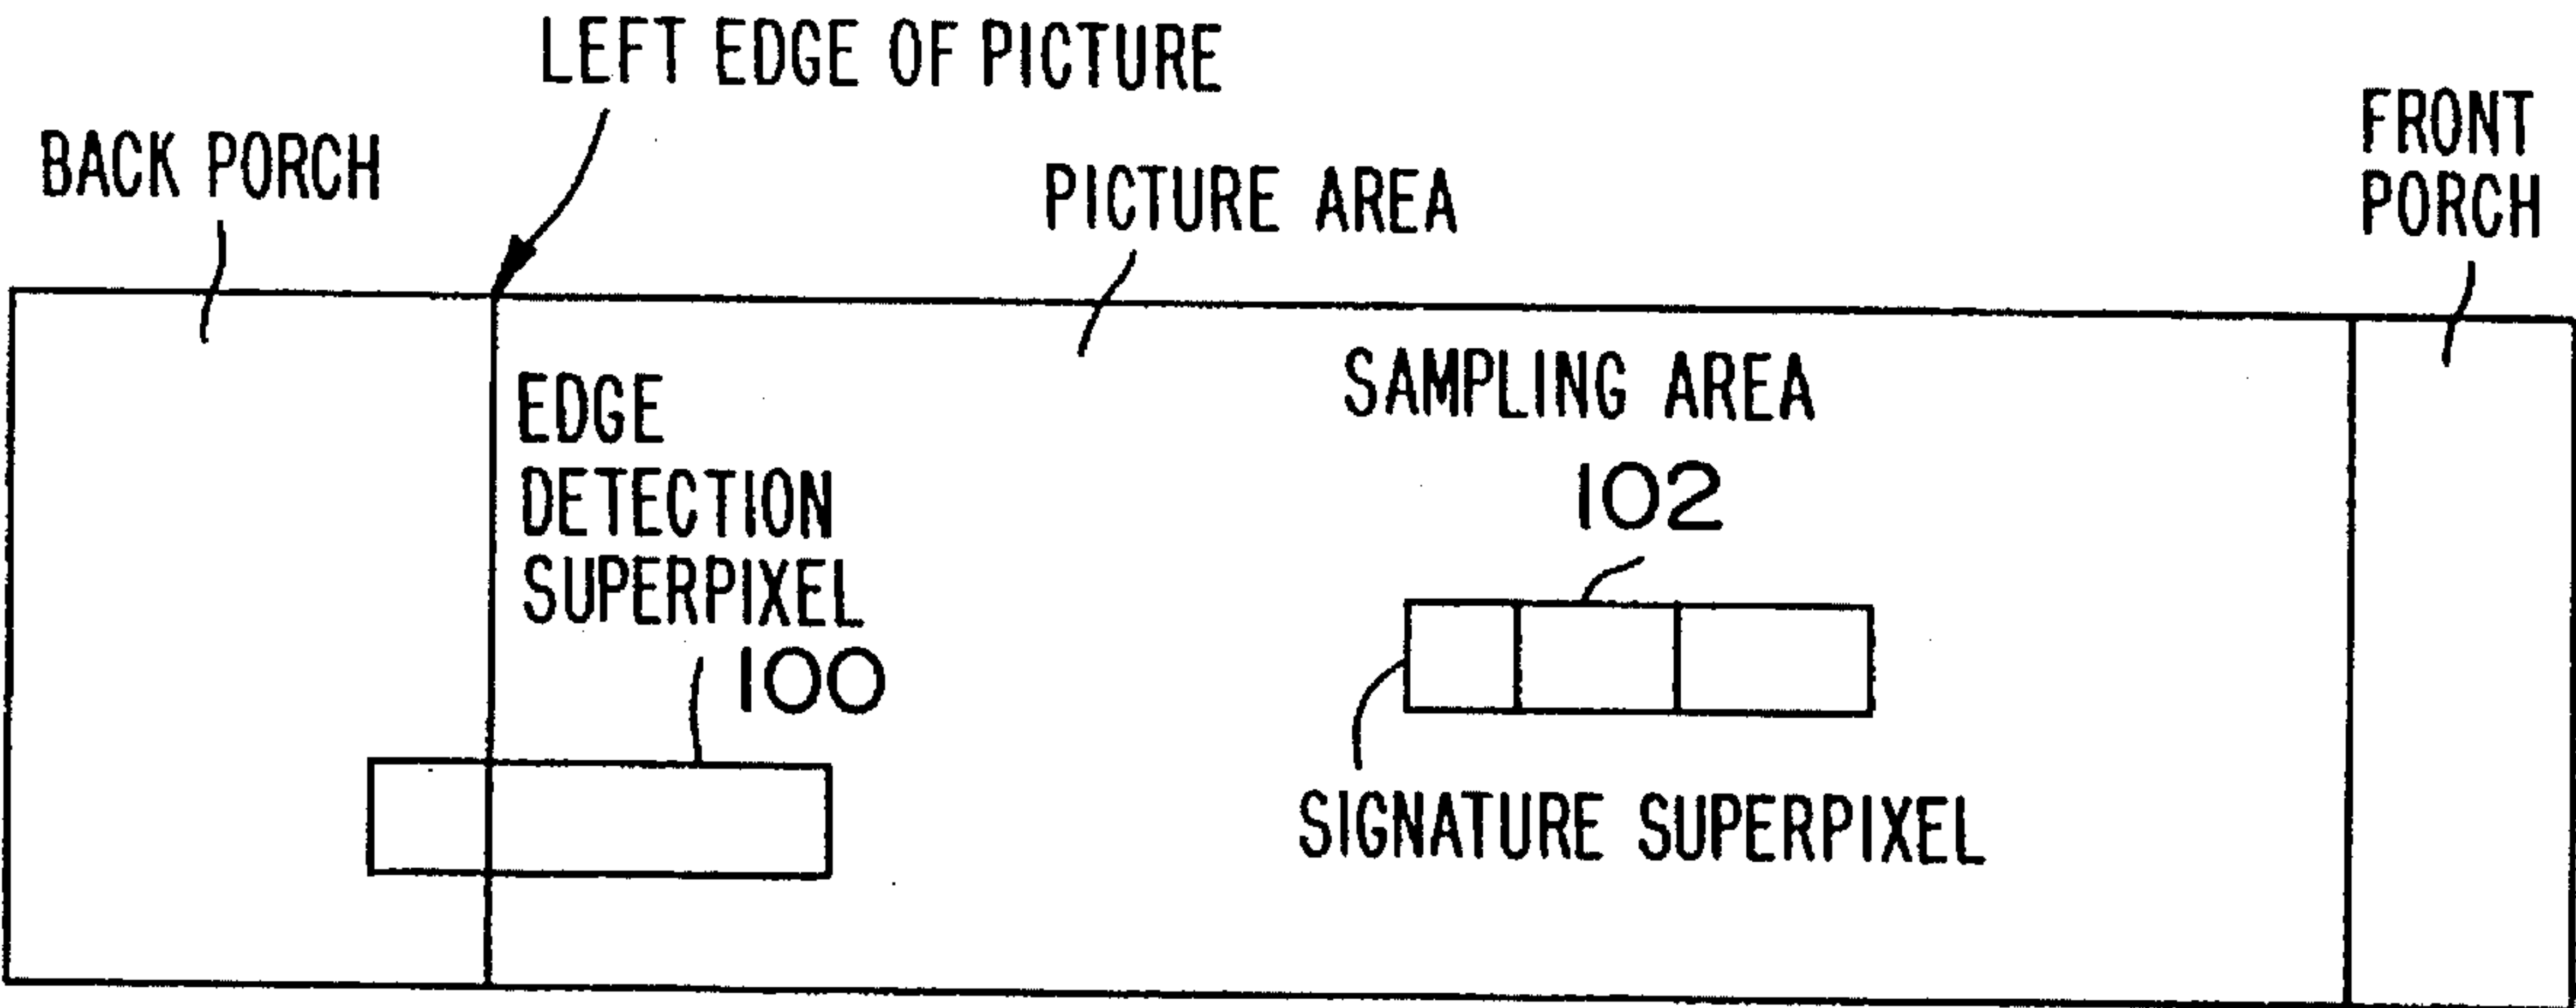 LEFT EDGE OF PICTURE
BACK PORCH
PICTURE AREA
FRONT
PORCH
EDGE
DETECTION
SUPERPIXEL
100
SAMPLING AREA
102
SIGNATURE SUPERPIXEL